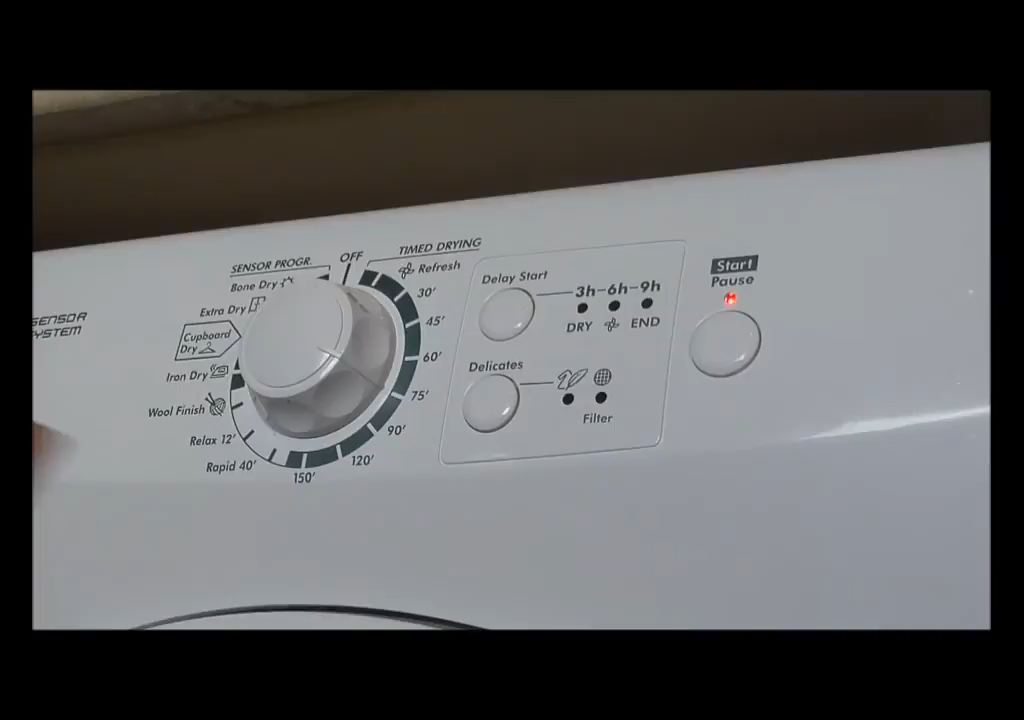 SENSOR
SYSTEM
SENSOR PROGR.
OFF
TIMED DRYING
Bone Dry
Extra Dry
Cupboard
Dry
Iron Dry
Wool Finish
Relax 12'
Rapid 40'
Refresh
30'
45'
60'
75'
90'
120'
150'
Delay Start
3h-6h-9h
DRY END
Delicates
Filter
Start
Pause